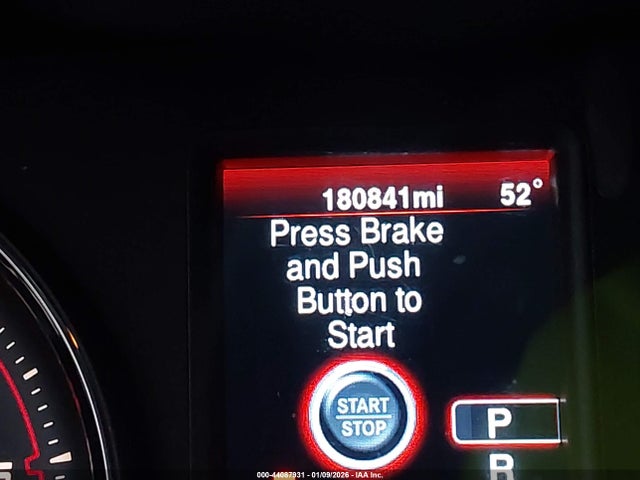 180841mi 52°
Press Brake
and Push
Button to
Start
START
STOP
P
R
000-44087931 - 01/09/2026 - IAA Inc.